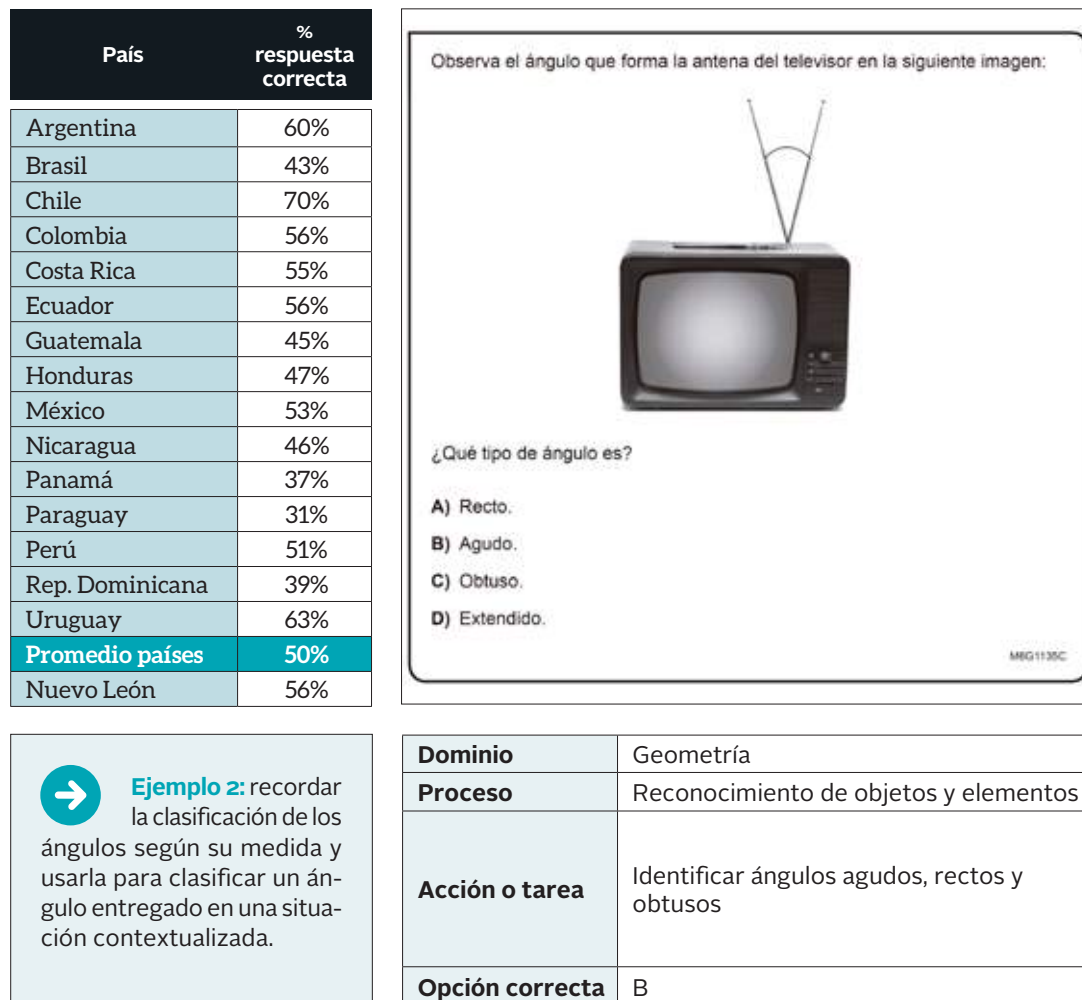 País
%
respuesta
correcta
Argentina 60%
Brasil 43%
Chile 70%
Colombia 56%
Costa Rica 55%
Ecuador 56%
Guatemala 45%
Honduras 47%
México 53%
Nicaragua 46%
Panamá 37%
Paraguay 31%
Perú 51%
Rep. Dominicana 39%
Uruguay 63%
Promedio países 50%
Nuevo León 56%
Observa el ángulo que forma la antena del televisor en la siguiente imagen:
¿Qué tipo de ángulo es?
A) Recto.
B) Agudo.
C) Obtuso.
D) Extendido.
M6G1135C
Ejemplo 2: recordar
la clasificación de los
ángulos según su medida y
usarla para clasificar un án-
gulo entregado en una situa-
ción contextualizada.
Dominio Geometría
Proceso Reconocimiento de objetos y elementos
Acción o tarea Identificar ángulos agudos, rectos y
obtusos
Opción correcta B